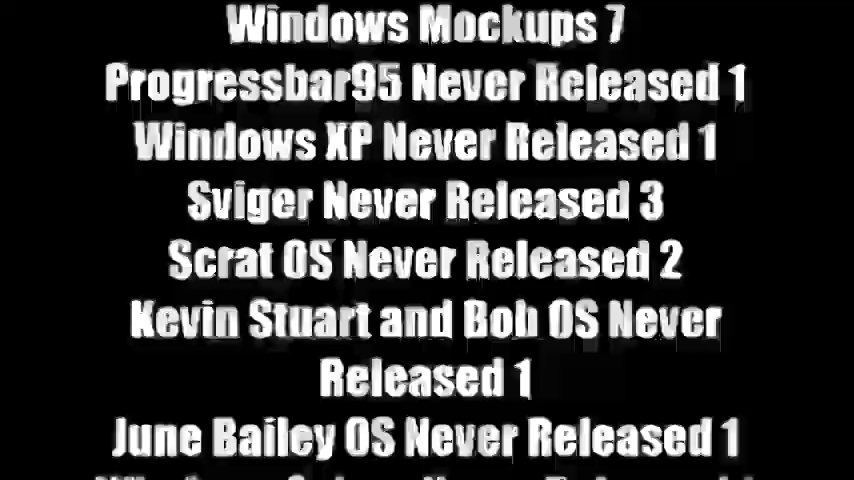 Windows Mockups 7
Progressbar95 Never Released 1
Windows XP Never Released 1
Sviger Never Released 3
Scrat OS Never Released 2
Kevin Stuart and Bob OS Never
Released 1
June Bailey OS Never Released 1